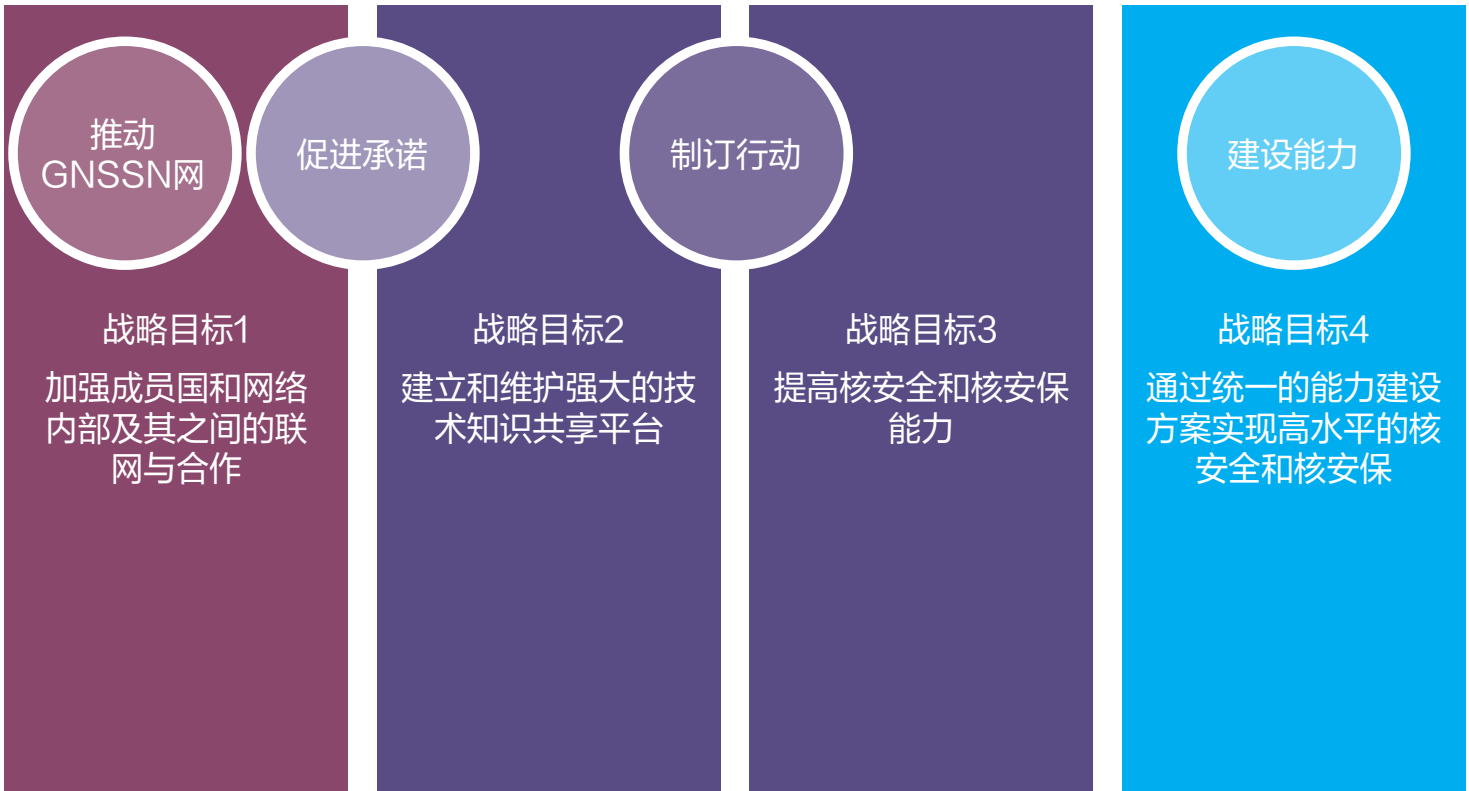 推动
GNSSN网
促进承诺
制订行动
建设能力
战略目标1
加强成员国和网络
内部及其之间的联
网与合作
战略目标2
建立和维护强大的技
术知识共享平台
战略目标3
提高核安全和核安保
能力
战略目标4
通过统一的能力建设
方案实现高水平的核
安全和核安保